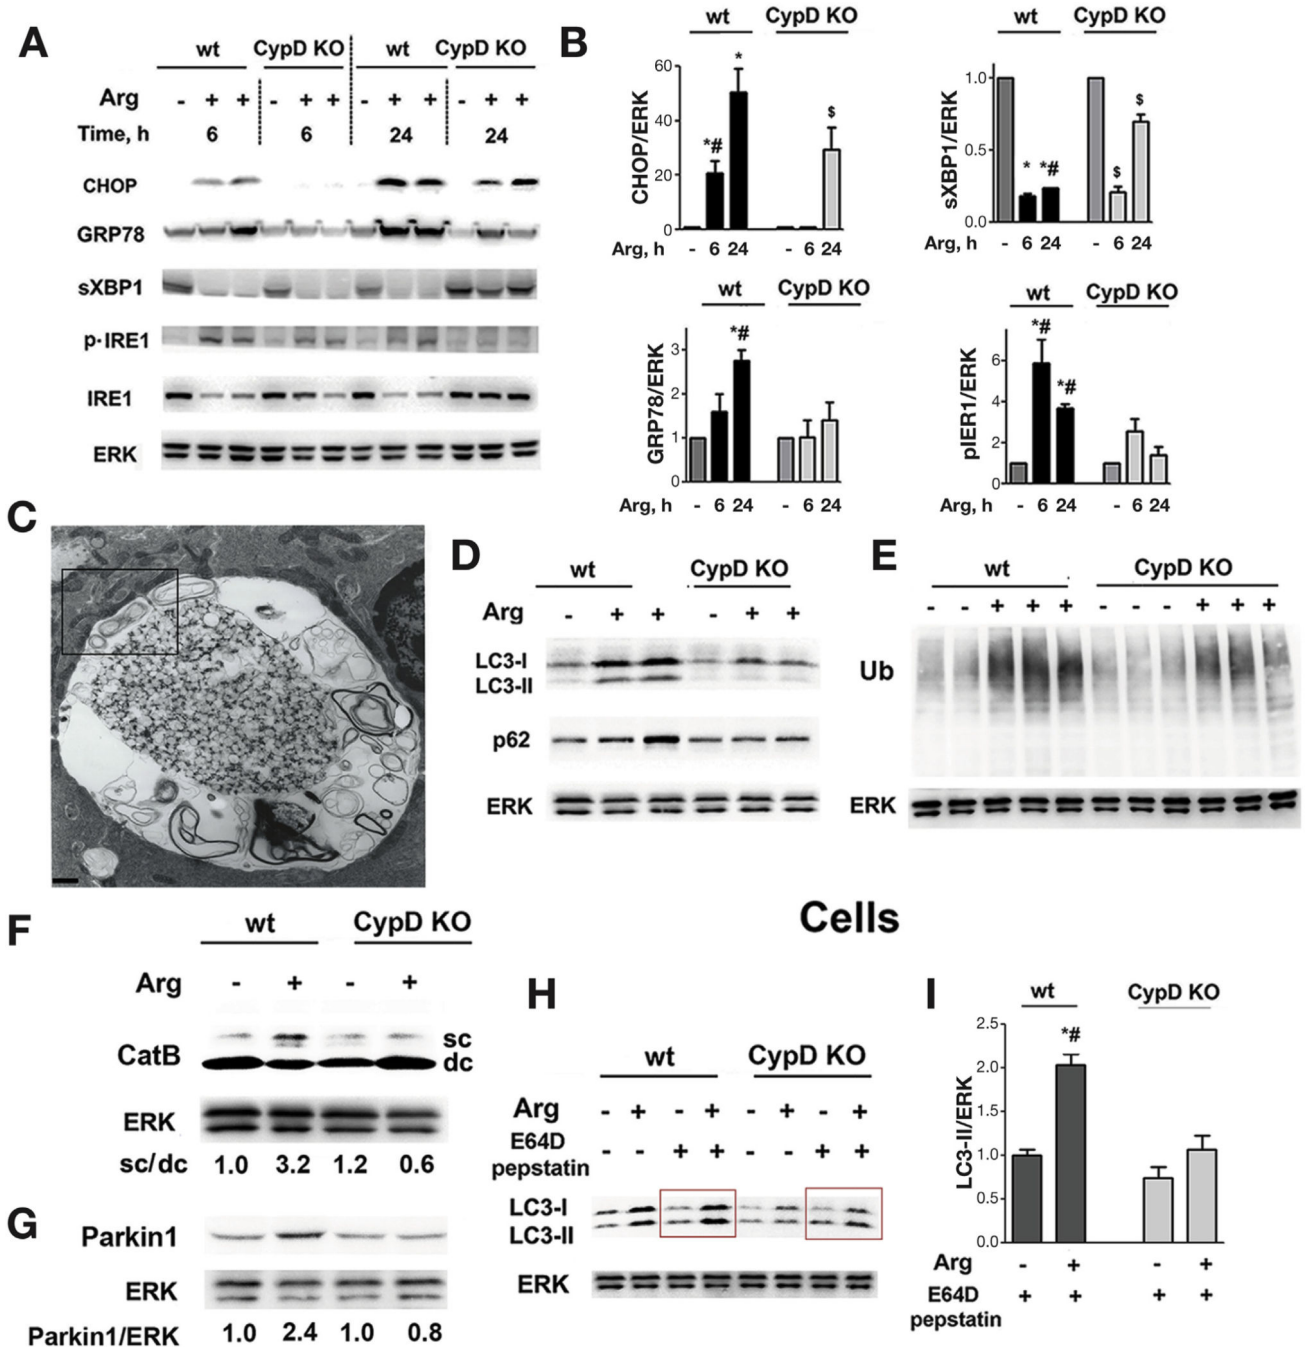 A
wt CypD KO wt CypD KO
Arg - + + - + + - + + - + +
Time, h 6 6 24 24
CHOP
GRP78
sXBP1
p·IRE1
IRE1
ERK
B
wt CypD KO
CHOP/ERK
60
40
20
0
*# * $
Arg, h - 6 24 - 6 24
wt CypD KO
sXBP1/ERK
1.0
0.5
0.0
* *# $ $
Arg, h - 6 24 - 6 24
wt CypD KO
GRP78/ERK
3
2
1
0
*#
Arg, h - 6 24 - 6 24
wt CypD KO
pIER1/ERK
6
4
2
0
*# *#
Arg, h - 6 24 - 6 24
C
D
wt CypD KO
Arg - + + - + +
LC3-I
LC3-II
p62
ERK
E
wt CypD KO
- - + + + - - - + + +
Ub
ERK
F
wt CypD KO
Arg - + - +
CatB sc
dc
ERK
sc/dc 1.0 3.2 1.2 0.6
G
Parkin1
ERK
Parkin1/ERK 1.0 2.4 1.0 0.8
Cells
H
wt CypD KO
Arg - + - + - + - +
E64D
pepstatin - - + + - - + +
LC3-I
LC3-II
ERK
I
wt CypD KO
LC3-II/ERK
2.5
2.0
1.5
1.0
0.5
0.0
*#
Arg - + - +
E64D + + + +
pepstatin